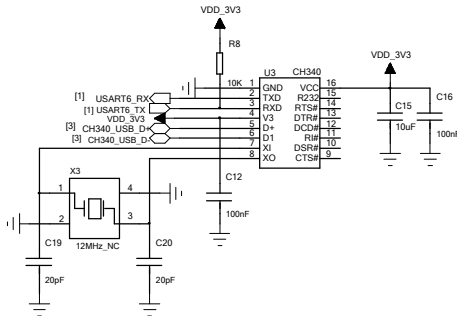 VDD_3V3
R8
VDD_3V3
U3 CH340
10K
[1] USART6_RX
[1] USART6_TX
VDD_3V3
[3] CH340_USB_D+
[3] CH340_USB_D-
1 GND VCC 16
2 TXD R232 15
3 RXD RTS# 14
4 V3 DTR# 13
5 D+ DCD# 12
6 D1 RI# 11
7 XI DSR# 10
8 XO CTS# 9
C15
10uF
C16
100nF
X3
1 4
2 3
12MHz_NC
C12
100nF
C19
20pF
C20
20pF